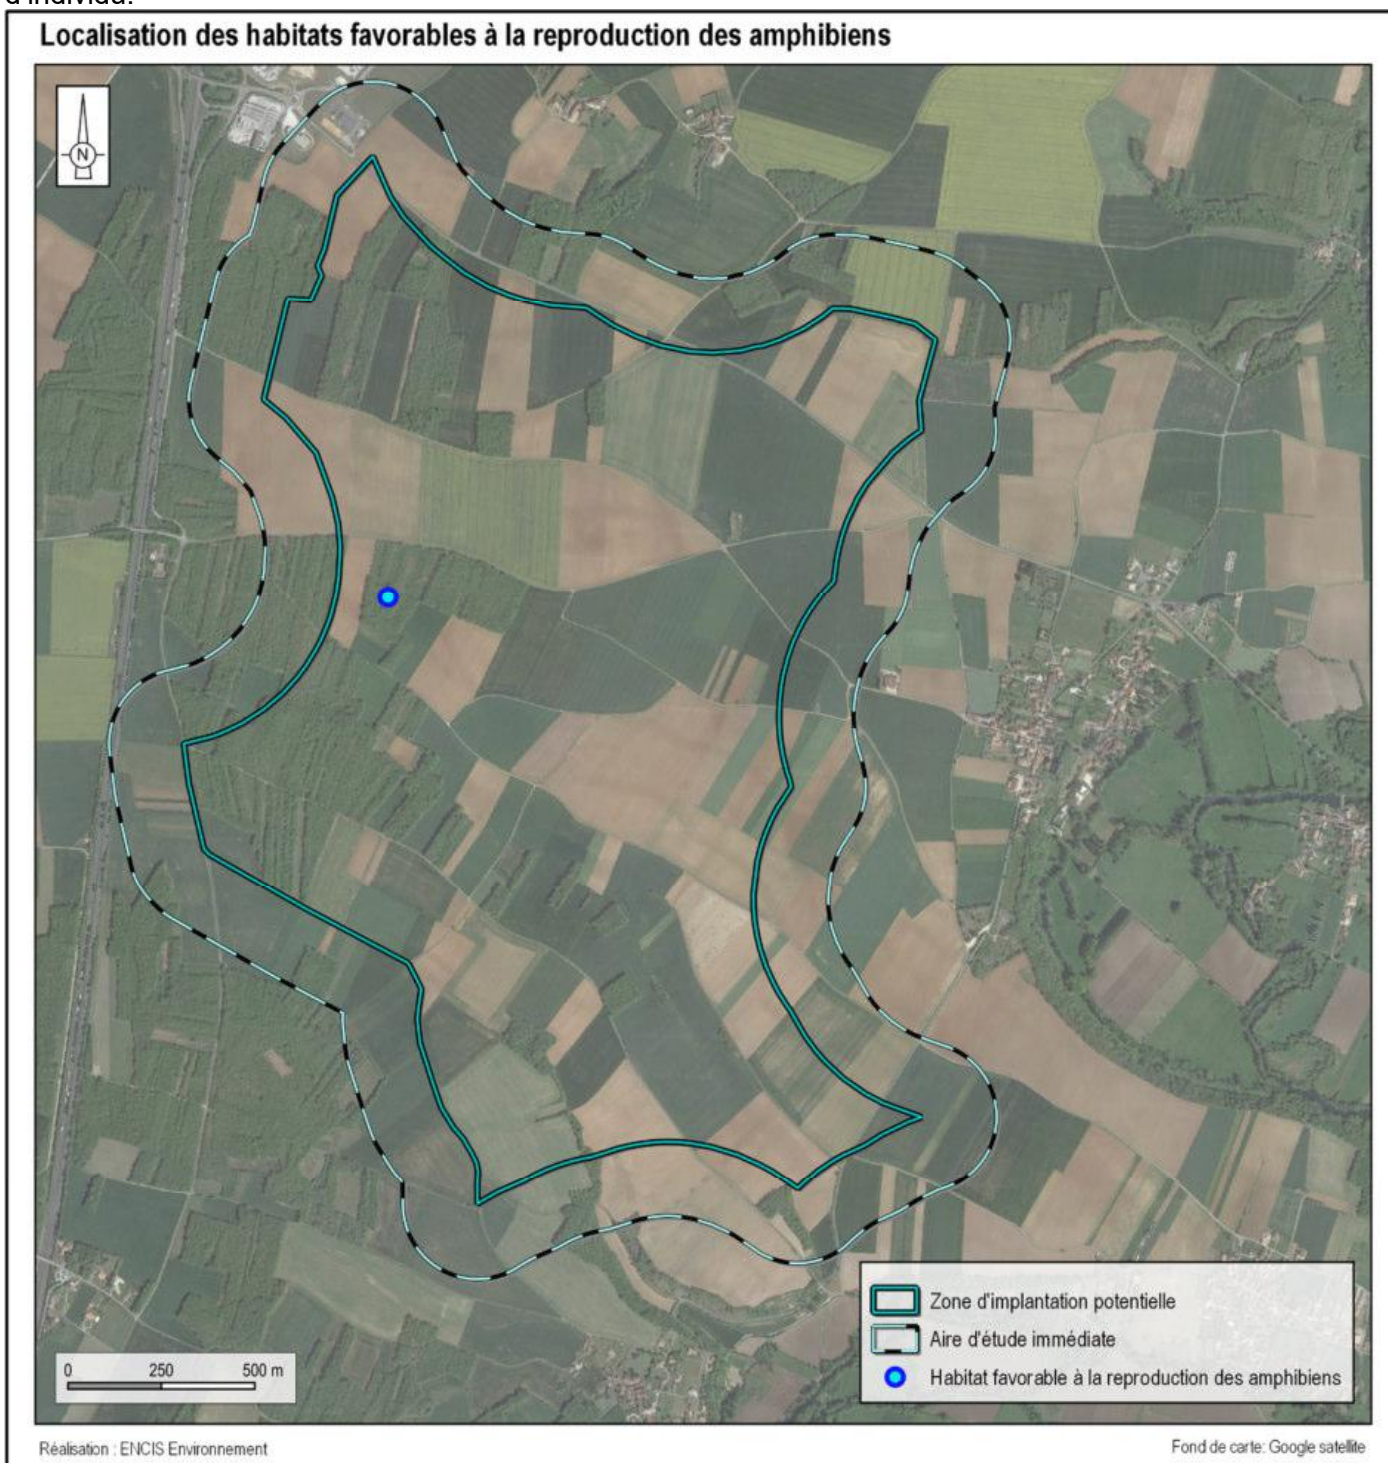 d'individu.
Localisation des habitats favorables à la reproduction des amphibiens
N
Zone d'implantation potentielle
Aire d'étude immédiate
Habitat favorable à la reproduction des amphibiens
0 250 500 m
Réalisation : ENCIS Environnement
Fond de carte: Google satellite